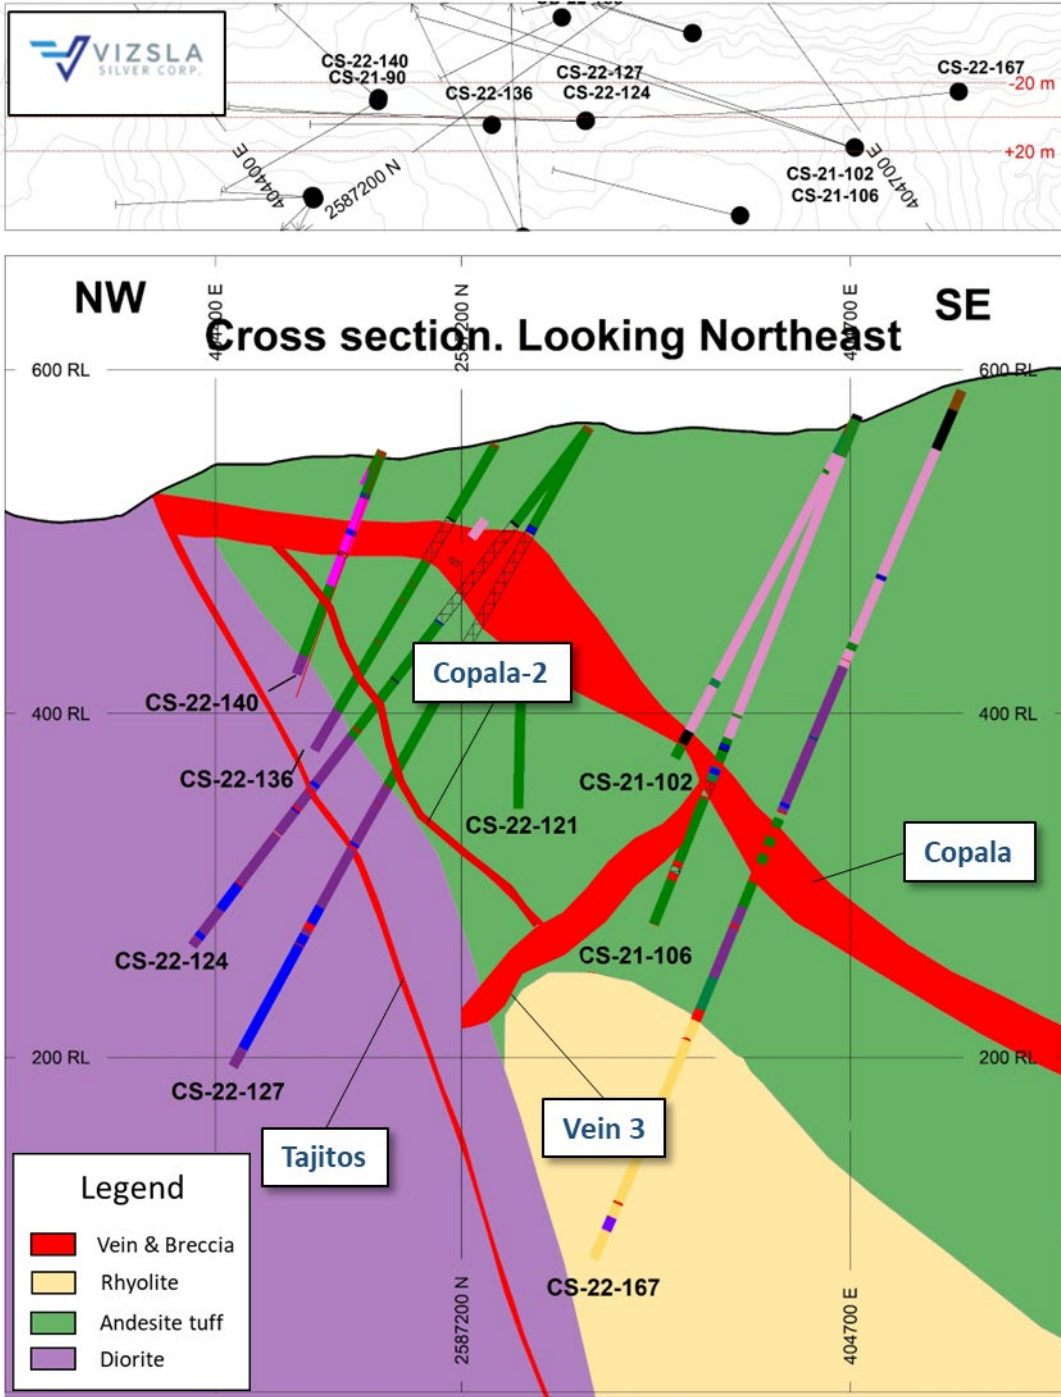 VIZSLA
SILVER CORP.
CS-22-140
CS-21-90
CS-22-136
CS-22-127
CS-22-124
CS-22-167
-20 m
+20 m
CS-21-102
CS-21-106
404400 E
2587200 N
404700 E
NW
SE
404400 E
2587200 N
404700 E
Cross section. Looking Northeast
600 RL
600 RL
CS-22-140
Copala-2
400 RL
400 RL
CS-22-136
CS-21-102
CS-22-121
Copala
CS-22-124
CS-21-106
200 RL
200 RL
CS-22-127
Vein 3
Tajitos
Legend
Vein & Breccia
Rhyolite
Andesite tuff
Diorite
CS-22-167
2587200 N
404700 E